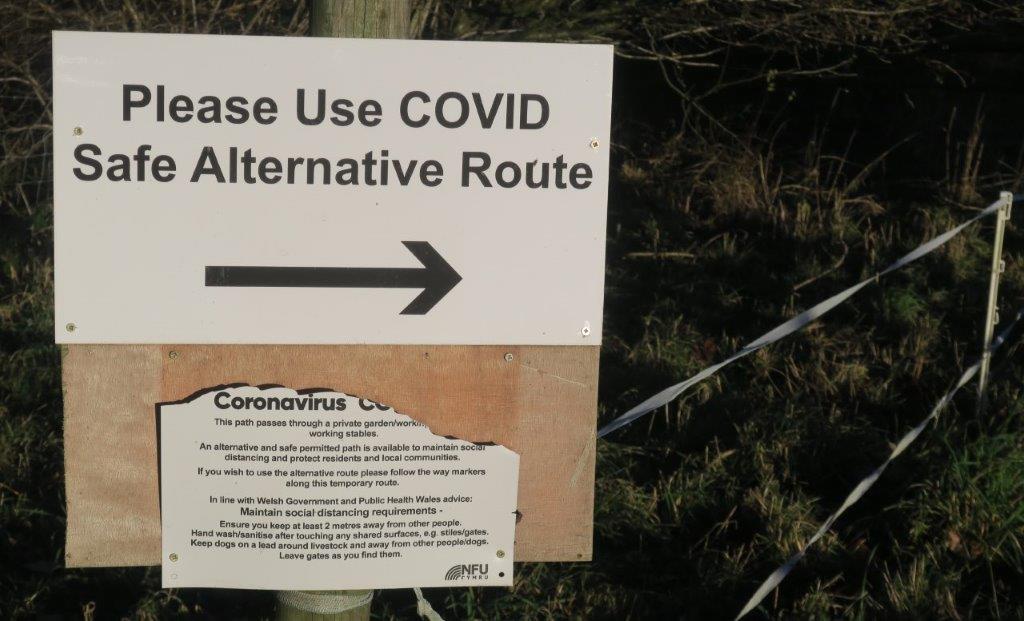 Please Use COVID
Safe Alternative Route
Coronavirus
This path passes through a private
working stables.
An alternative and safe permitted path is available to maintain social
distancing and protect residents and local communities.
If you wish to use the alternative route please follow the way markers
along this temporary route.
In line with Welsh Government and Public Health Wales advice:
Maintain social distancing requirements -
Ensure you keep at least 2 metres away from other people.
Hand wash/sanitise after touching any shared surfaces, e.g. stiles/gates.
Keep dogs on a lead around livestock and away from other people/dogs.
Leave gates as you find them.
NFU
CYMRU